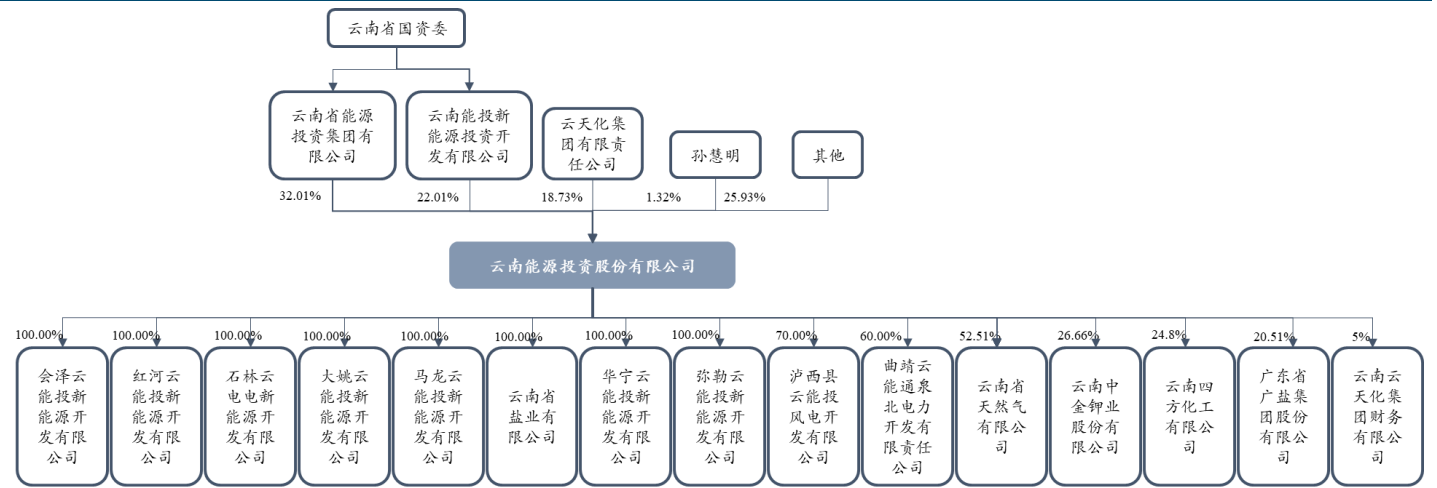 云南省国资委
云南省能源
投资集团有
限公司
云南能投新
能源投资开
发有限公司
云天化集
团有限责
任公司
孙慧明
其他
32.01%
22.01%
18.73%
1.32%
25.93%
云南能源投资股份有限公司
100.00%
100.00%
100.00%
100.00%
100.00%
100.00%
100.00%
100.00%
70.00%
60.00%
52.51%
26.66%
24.8%
20.51%
5%
会泽云
能投新
能源开
发有限
公司
红河云
能投新
能源开
发有限
公司
石林云
电电新
能源开
发有限
公司
大姚云
能投新
能源开
发有限
公司
马龙云
能投新
能源开
发有限
公司
云南省
盐业有
限公司
华宁云
能投新
能源开
发有限
公司
弥勒云
能投新
能源开
发有限
公司
泸西县
云能投
风电开
发有限
公司
曲靖云
能通泉
北电力
开发有
限责任
公司
云南省
天然气
有限公
司
云南中
金钾业
股份有
限公司
云南四
方化工
有限公
司
广东省
广盐集
团股份
有限公
司
云南云
天化集
团财务
有限公
司